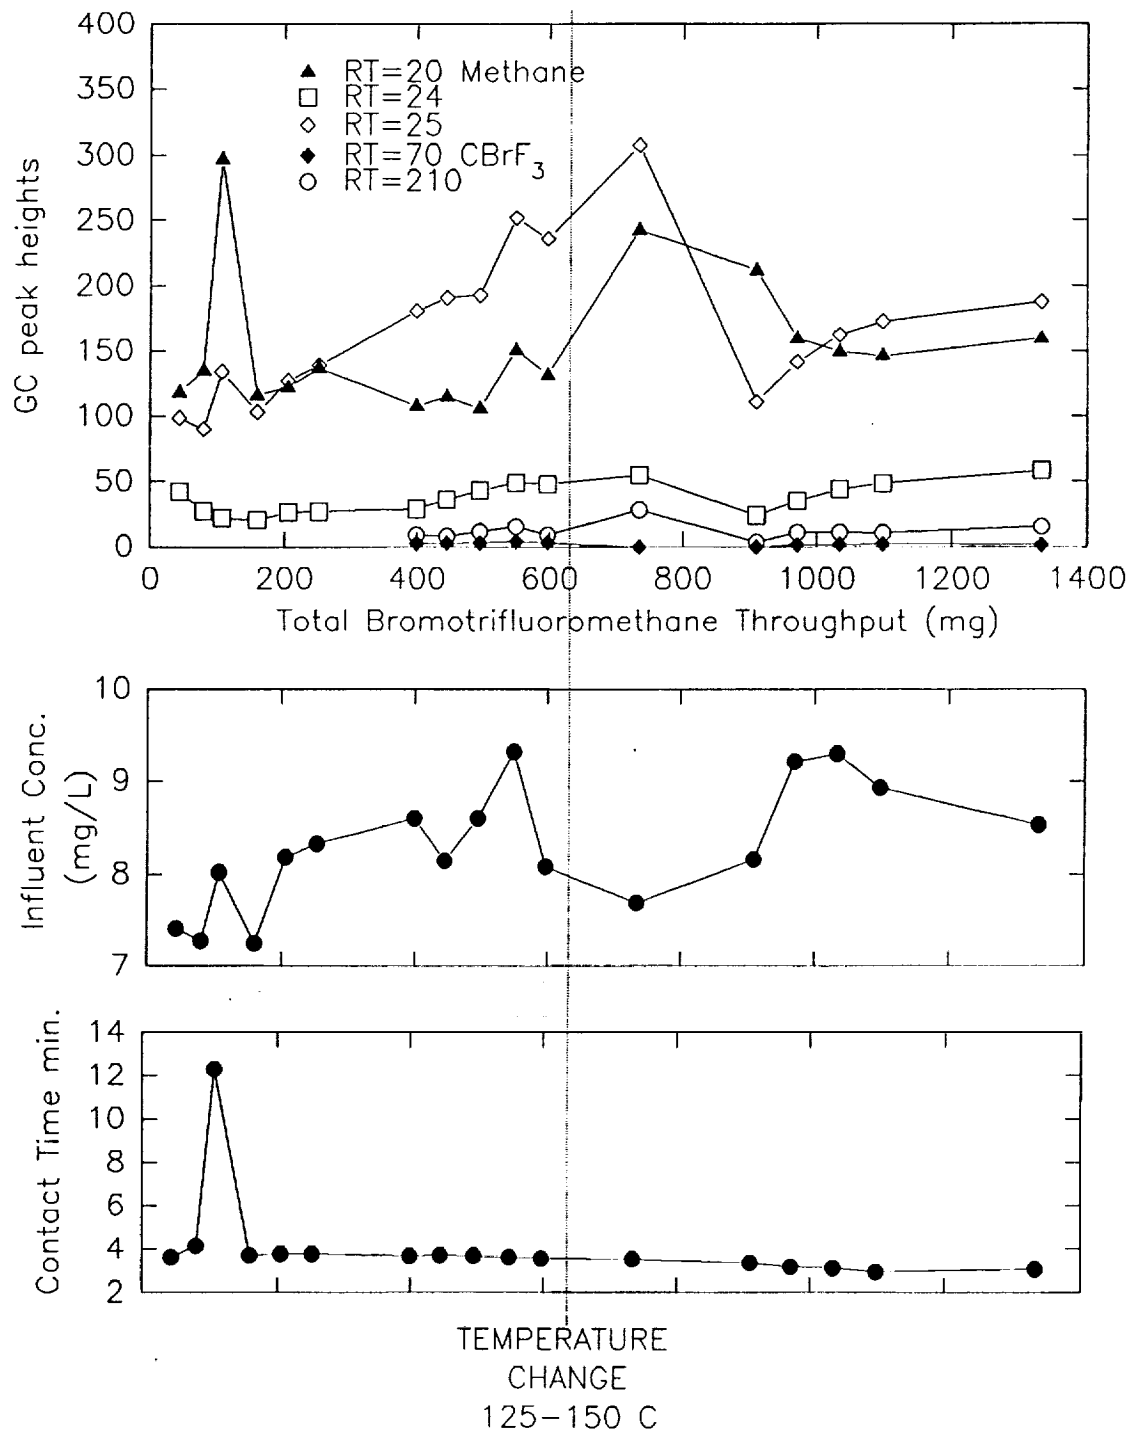 400
350
300
250
200
150
100
50
0
GC peak heights
RT=20 Methane
RT=24
RT=25
RT=70 CBrF3
RT=210
0 200 400 600 800 1000 1200 1400
Total Bromotrifluoromethane Throughput (mg)
10
9
8
7
Influent Conc.
(mg/L)
14
12
10
8
6
4
2
Contact Time min.
TEMPERATURE
CHANGE
125-150 C